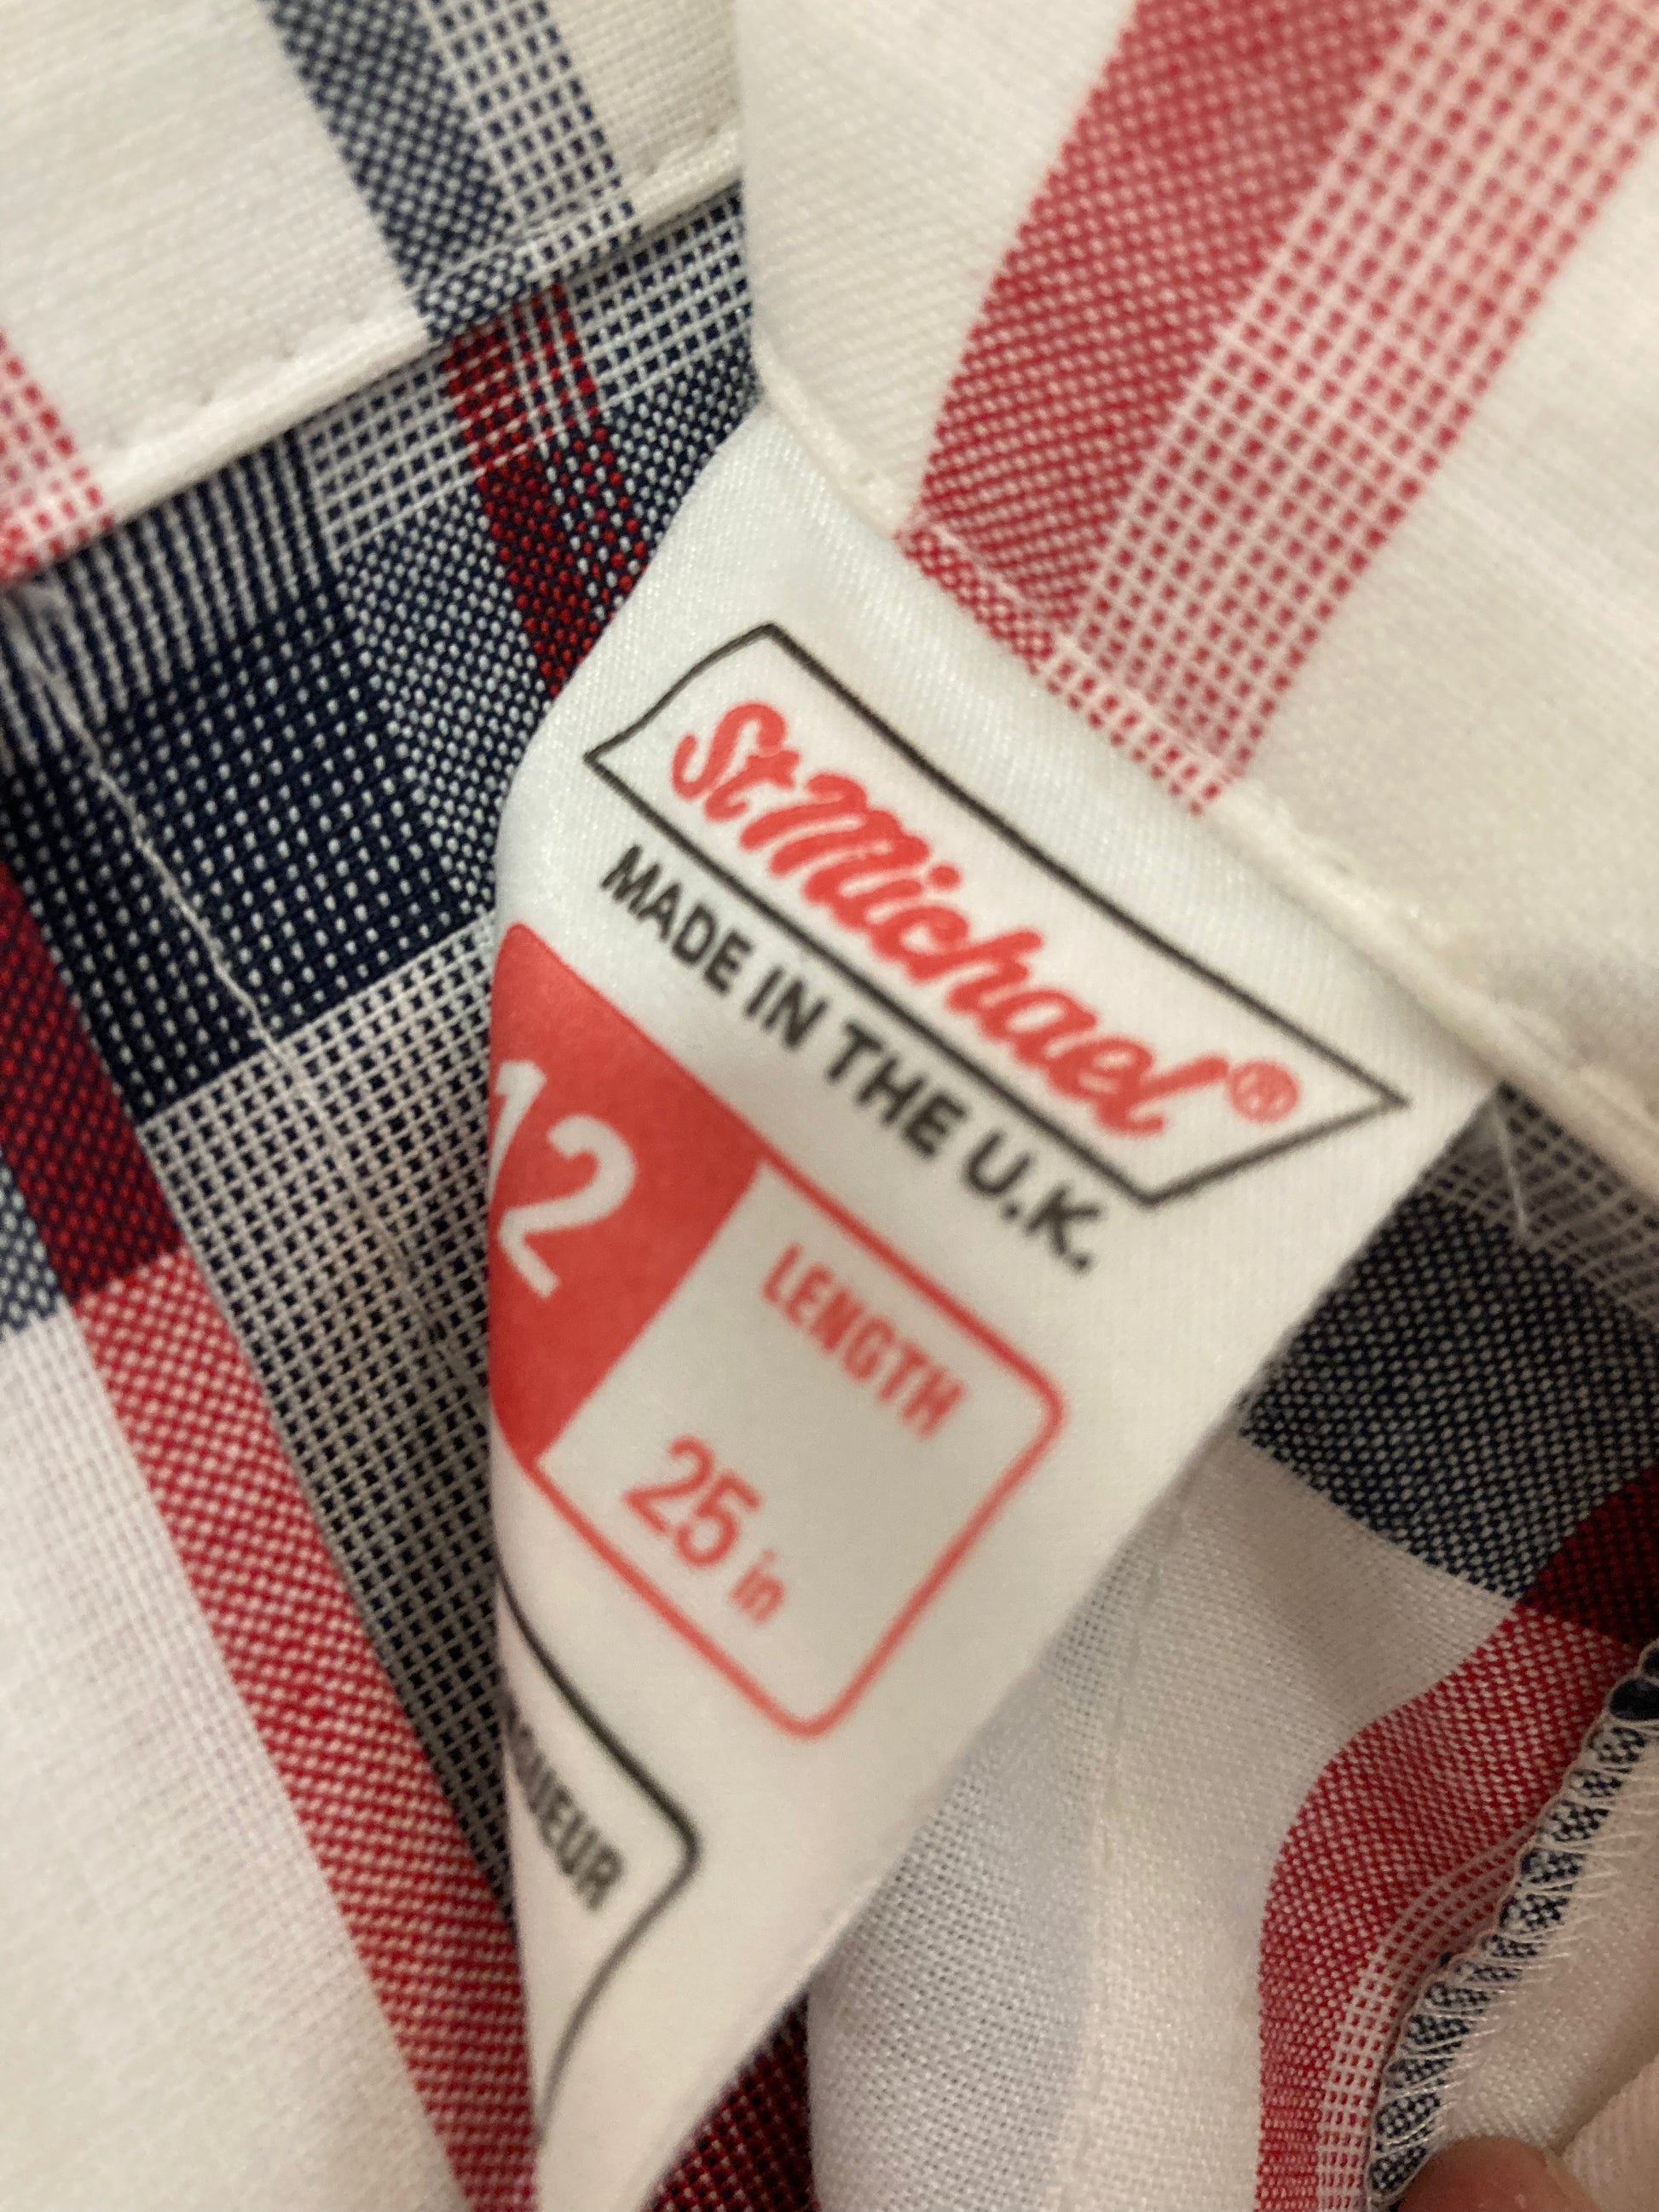 St Michael®
MADE IN THE U.K.
12
LENGTH
25 in